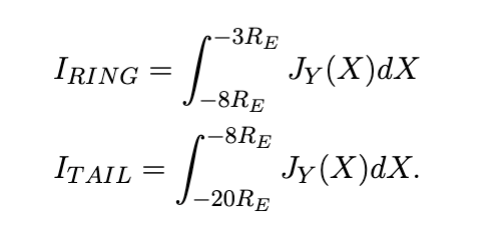 I_{RING} = \int_{-8R_E}^{-3R_E} J_Y(X)dX
I_{TAIL} = \int_{-20R_E}^{-8R_E} J_Y(X)dX.